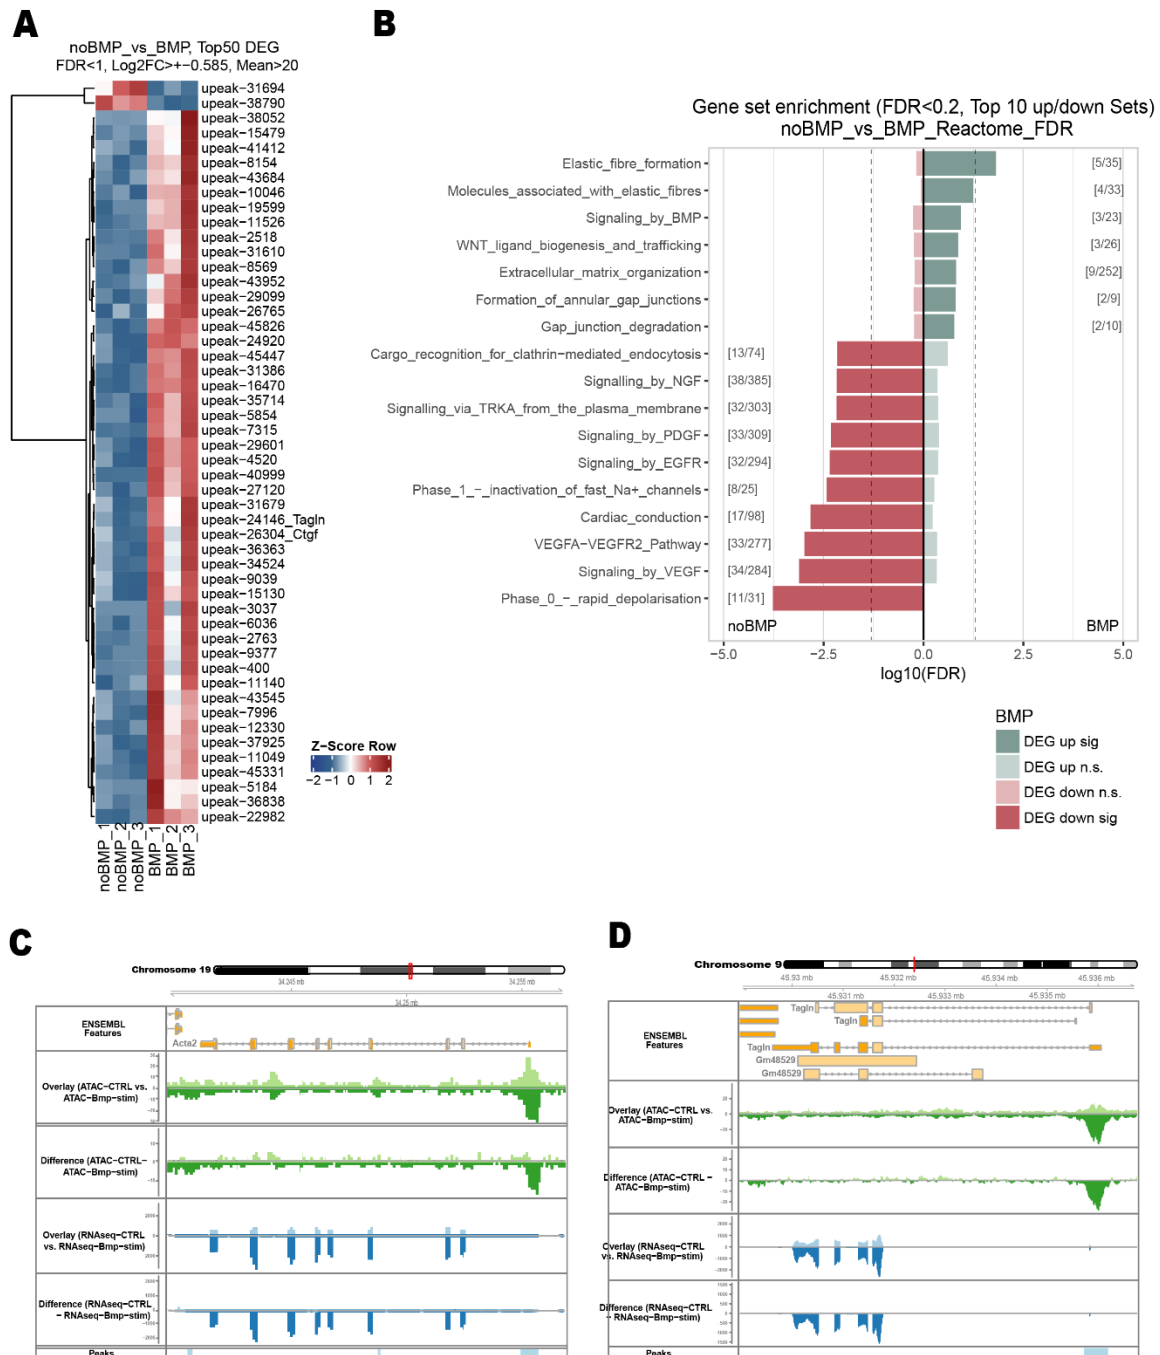 A
noBMP_vs_BMP, Top50 DEG
FDR<1, Log2FC>+−0.585, Mean>20
upeak−31694
upeak−38790
upeak−38052
upeak−15479
upeak−41412
upeak−8154
upeak−43684
upeak−10046
upeak−19599
upeak−11526
upeak−2518
upeak−31610
upeak−8569
upeak−43952
upeak−29099
upeak−26765
upeak−45826
upeak−24920
upeak−45447
upeak−31386
upeak−16470
upeak−35714
upeak−5854
upeak−7315
upeak−29601
upeak−4520
upeak−40999
upeak−27120
upeak−31679
upeak−24146_Tagln
upeak−26304_Ctgf
upeak−36363
upeak−34524
upeak−9039
upeak−15130
upeak−3037
upeak−6036
upeak−2763
upeak−9377
upeak−400
upeak−11140
upeak−43545
upeak−7996
upeak−12330
upeak−37925
upeak−11049
upeak−45331
upeak−5184
upeak−36838
upeak−22982
noBMP_1
noBMP_2
noBMP_3
BMP_1
BMP_2
BMP_3
Z−Score Row
−2 −1 0 1 2
B
Gene set enrichment (FDR<0.2, Top 10 up/down Sets)
noBMP_vs_BMP_Reactome_FDR
Elastic_fibre_formation [5/35]
Molecules_associated_with_elastic_fibres [4/33]
Signaling_by_BMP [3/23]
WNT_ligand_biogenesis_and_trafficking [3/26]
Extracellular_matrix_organization [9/252]
Formation_of_annular_gap_junctions [2/9]
Gap_junction_degradation [2/10]
Cargo_recognition_for_clathrin−mediated_endocytosis [13/74]
Signalling_by_NGF [38/385]
Signalling_via_TRKA_from_the_plasma_membrane [32/303]
Signaling_by_PDGF [33/309]
Signaling_by_EGFR [32/294]
Phase_1_−_inactivation_of_fast_Na+_channels [8/25]
Cardiac_conduction [17/98]
VEGFA−VEGFR2_Pathway [33/277]
Signaling_by_VEGF [34/284]
Phase_0_−_rapid_depolarisation [11/31]
noBMP BMP
−5.0 −2.5 0.0 2.5 5.0
log10(FDR)
BMP
DEG up sig
DEG up n.s.
DEG down n.s.
DEG down sig
C
Chromosome 19
34.245 mb 34.255 mb
34.25 mb
ENSEMBL
Features
Acta2
Overlay (ATAC−CTRL vs.
ATAC−Bmp−stim)
Difference (ATAC−CTRL−
ATAC−Bmp−stim)
Overlay (RNAseq−CTRL
vs. RNAseq−Bmp−stim)
Difference (RNAseq−CTRL
− RNAseq−Bmp−stim)
Peaks
D
Chromosome 9
45.93 mb 45.932 mb 45.934 mb 45.936 mb
45.931 mb 45.933 mb 45.935 mb
ENSEMBL
Features
Tagln
Tagln
Tagln
Gm48529
Gm48529
Overlay (ATAC−CTRL vs.
ATAC−Bmp−stim)
Difference (ATAC−CTRL −
ATAC−Bmp−stim)
Overlay (RNAseq−CTRL
vs. RNAseq−Bmp−stim)
Difference (RNAseq−CTRL
− RNAseq−Bmp−stim)
Peaks